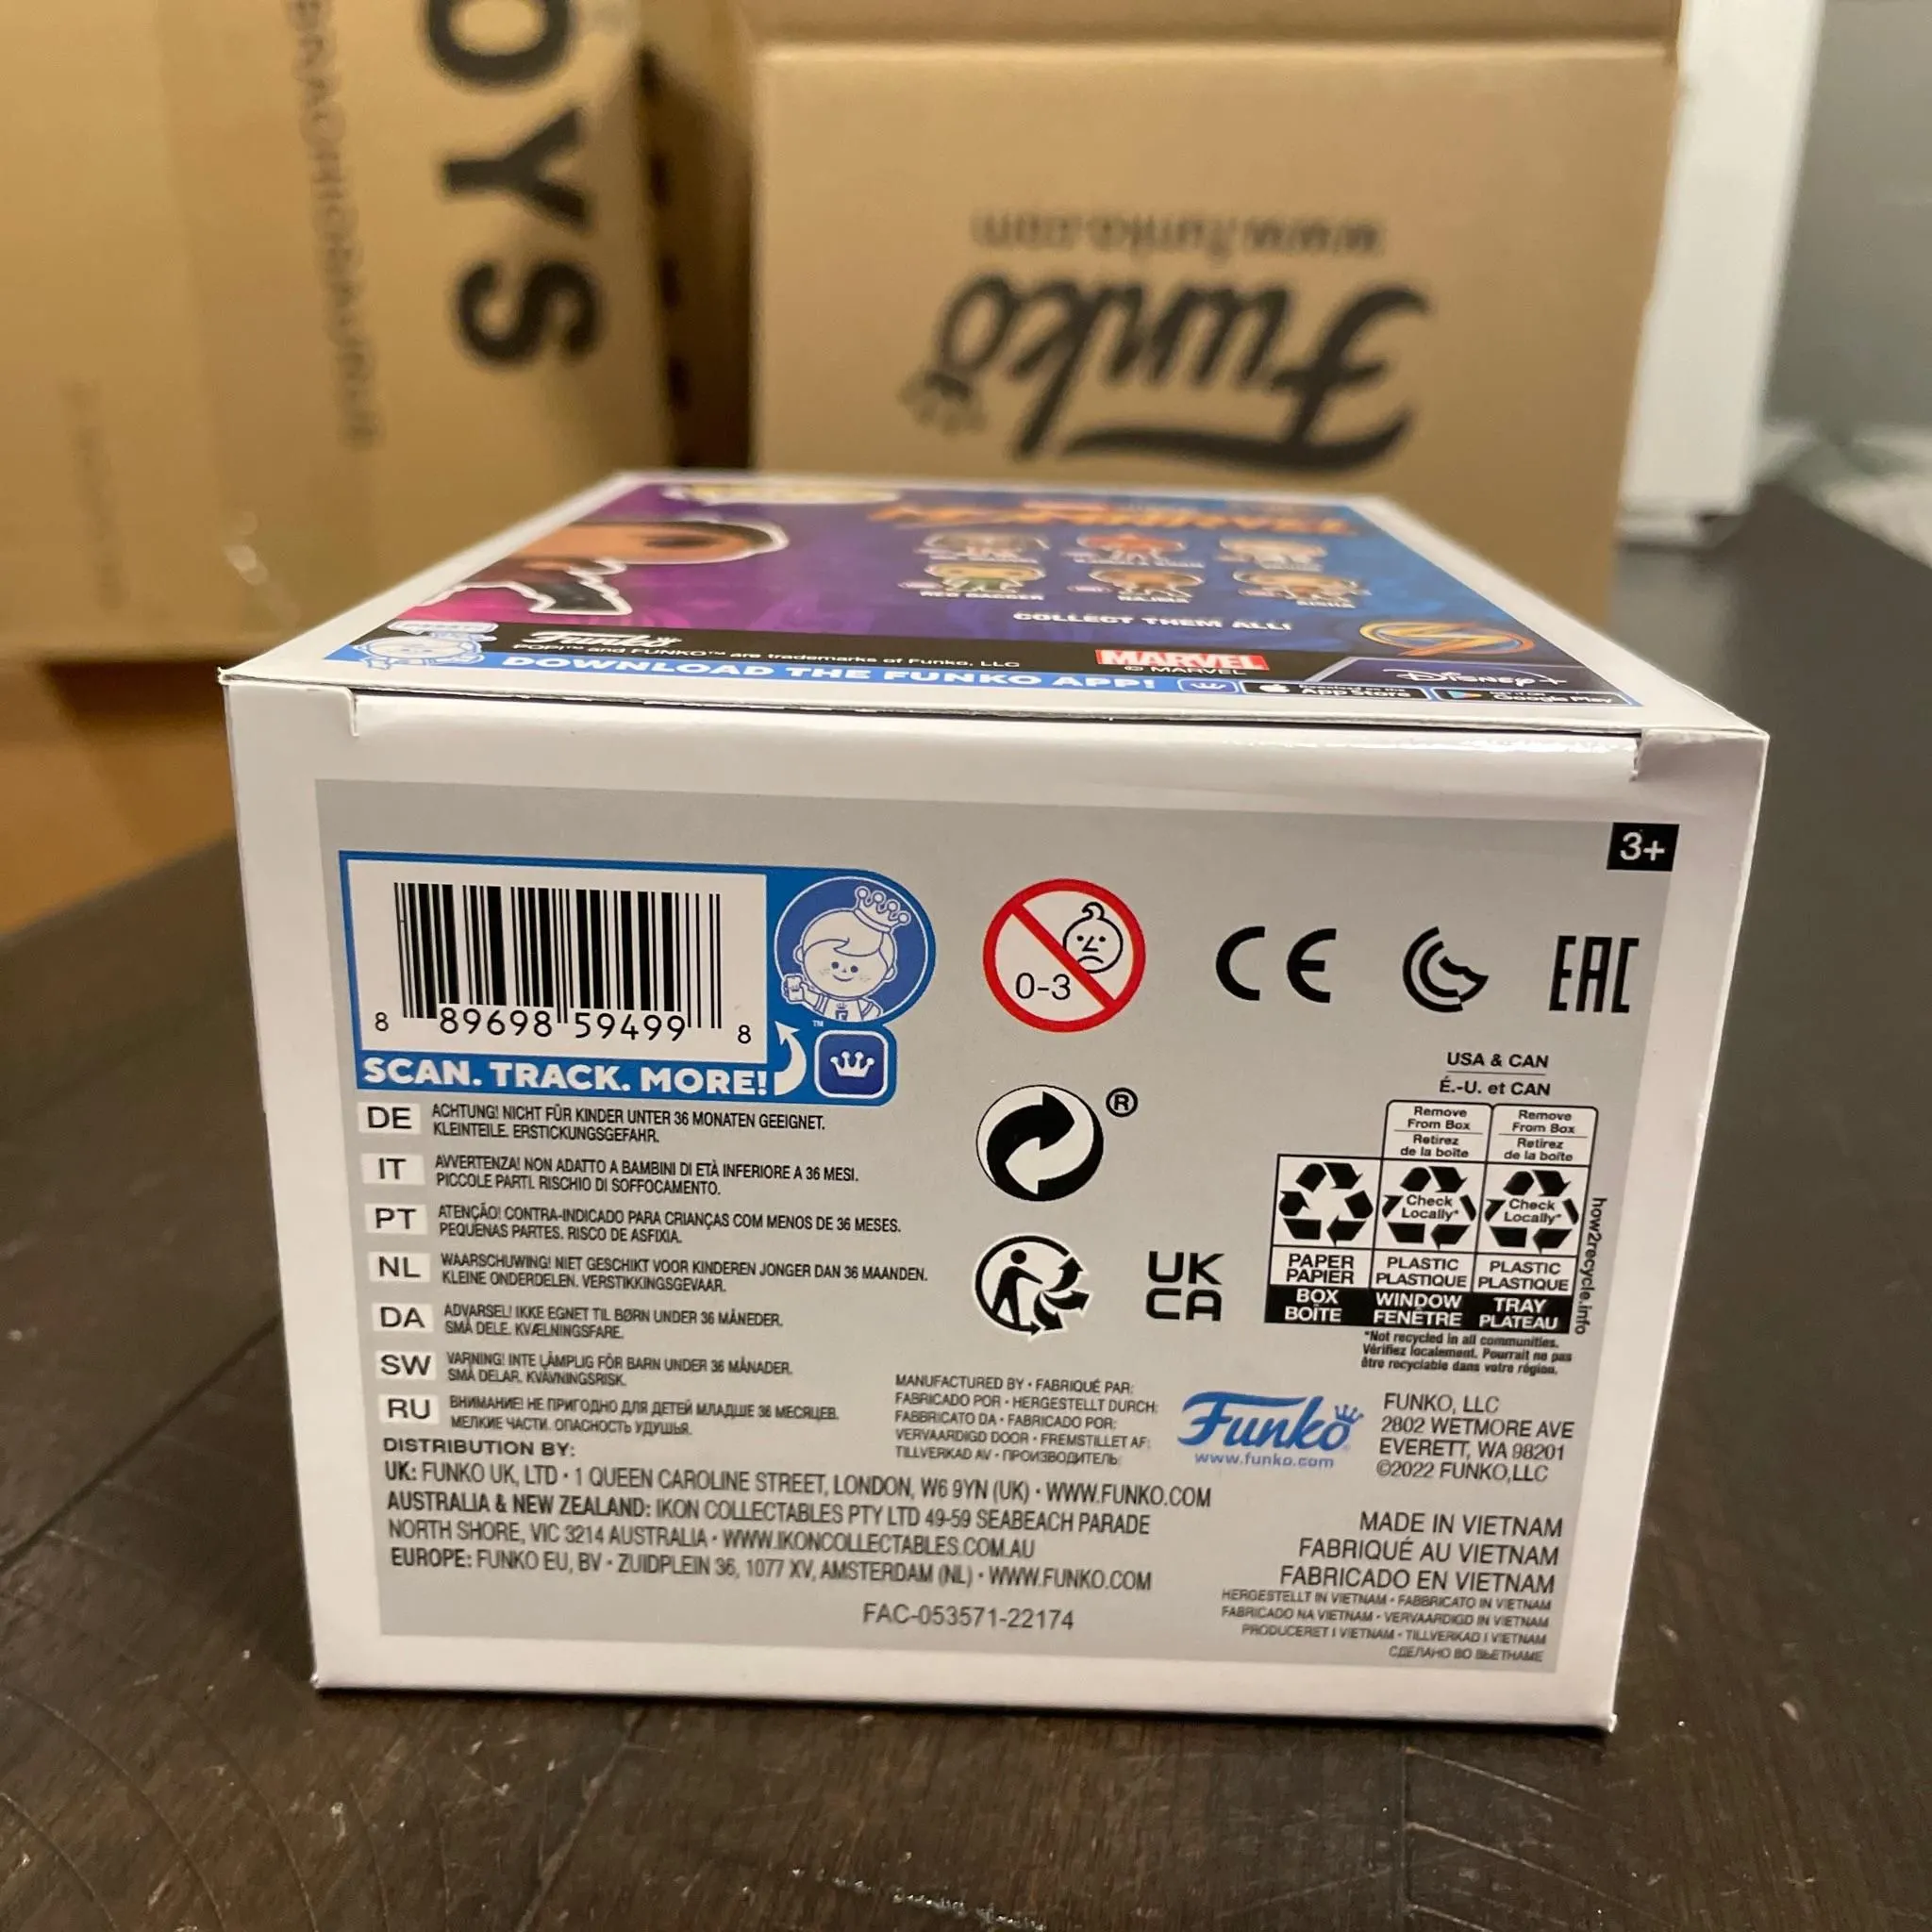 OYS
www.funko.com
Funko
MS. MARVEL
RED DAGGER
NAJMA
AISHA
COLLECT THEM ALL!
Funko
POP!™ and FUNKO™ are trademarks of Funko, LLC
MARVEL
© MARVEL
DISNEY+
DOWNLOAD THE FUNKO APP!
App Store
Google Play
3+
8 89698 59499 8
™
SCAN. TRACK. MORE!
0-3
CE
EAC
DE ACHTUNG! NICHT FÜR KINDER UNTER 36 MONATEN GEEIGNET.
KLEINTEILE. ERSTICKUNGSGEFAHR.
IT AVVERTENZA! NON ADATTO A BAMBINI DI ETÀ INFERIORE A 36 MESI.
PICCOLE PARTI. RISCHIO DI SOFFOCAMENTO.
PT ATENÇÃO! CONTRA-INDICADO PARA CRIANÇAS COM MENOS DE 36 MESES.
PEQUENAS PARTES. RISCO DE ASFIXIA.
NL WAARSCHUWING! NIET GESCHIKT VOOR KINDEREN JONGER DAN 36 MAANDEN.
KLEINE ONDERDELEN. VERSTIKKINGSGEVAAR.
DA ADVARSEL! IKKE EGNET TIL BØRN UNDER 36 MÅNEDER.
SMÅ DELE. KVÆLNINGSFARE.
SW VARNING! INTE LÄMPLIG FÖR BARN UNDER 36 MÅNADER.
SMÅ DELAR. KVÄVNINGSRISK.
RU ВНИМАНИЕ! НЕ ПРИГОДНО ДЛЯ ДЕТЕЙ МЛАДШЕ 36 МЕСЯЦЕВ.
МЕЛКИЕ ЧАСТИ. ОПАСНОСТЬ УДУШЬЯ.
®
UK
CA
USA & CAN
É.-U. et CAN
Remove From Box
Retirez de la boîte
Remove From Box
Retirez de la boîte
Check Locally*
Check Locally*
PAPER PAPIER
PLASTIC PLASTIQUE
PLASTIC PLASTIQUE
BOX BOÎTE
WINDOW FENÊTRE
TRAY PLATEAU
how2recycle.info
*Not recycled in all communities.
Vérifiez localement. Pourrait ne pas
être recyclable dans votre région.
MANUFACTURED BY • FABRIQUÉ PAR:
FABRICADO POR • HERGESTELLT DURCH:
FABBRICATO DA • FABRICADO POR:
VERVAARDIGD DOOR • FREMSTILLET AF:
TILLVERKAD AV • ПРОИЗВОДИТЕЛЬ:
Funko
www.funko.com
FUNKO, LLC
2802 WETMORE AVE
EVERETT, WA 98201
©2022 FUNKO,LLC
DISTRIBUTION BY:
UK: FUNKO UK, LTD • 1 QUEEN CAROLINE STREET, LONDON, W6 9YN (UK) • WWW.FUNKO.COM
AUSTRALIA & NEW ZEALAND: IKON COLLECTABLES PTY LTD 49-59 SEABEACH PARADE
NORTH SHORE, VIC 3214 AUSTRALIA • WWW.IKONCOLLECTABLES.COM.AU
EUROPE: FUNKO EU, BV • ZUIDPLEIN 36, 1077 XV, AMSTERDAM (NL) • WWW.FUNKO.COM
FAC-053571-22174
MADE IN VIETNAM
FABRIQUÉ AU VIETNAM
FABRICADO EN VIETNAM
HERGESTELLT IN VIETNAM • FABBRICATO IN VIETNAM
FABRICADO NA VIETNAM • VERVAARDIGD IN VIETNAM
PRODUCERET I VIETNAM • TILLVERKAD I VIETNAM
СДЕЛАНО ВО ВЬЕТНАМЕ